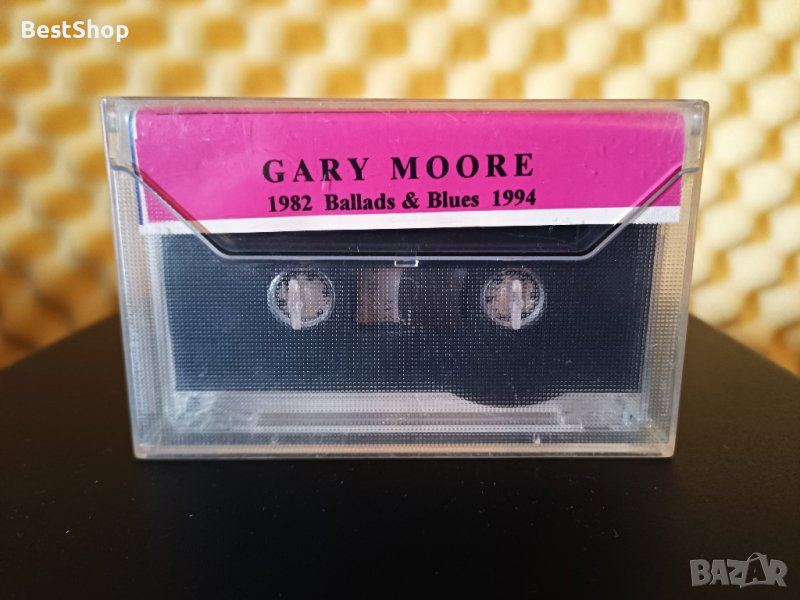 BestShop
GARY MOORE
1982 Ballads & Blues 1994
BAZAR